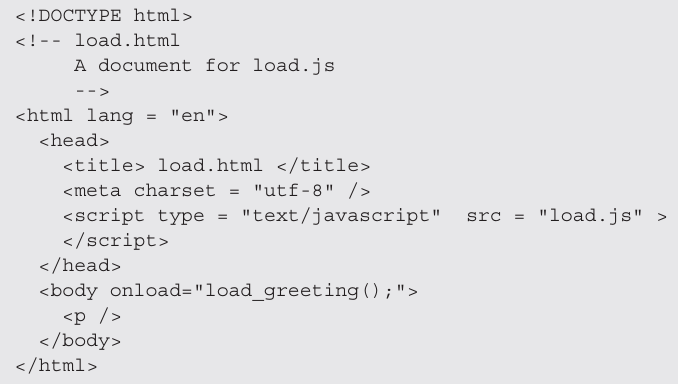 <!DOCTYPE html>
<!-- load.html
     A document for load.js
     -->
<html lang = "en">
  <head>
    <title> load.html </title>
    <meta charset = "utf-8" />
    <script type = "text/javascript"  src = "load.js" >
    </script>
  </head>
  <body onload="load_greeting();">
    <p />
  </body>
</html>